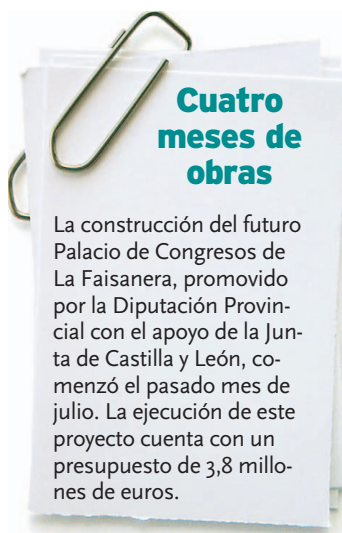 Cuatro
meses de
obras
La construcción del futuro
Palacio de Congresos de
La Faisanera, promovido
por la Diputación Provin-
cial con el apoyo de la Jun-
ta de Castilla y León, co-
menzó el pasado mes de
julio. La ejecución de este
proyecto cuenta con un
presupuesto de 3,8 millo-
nes de euros.